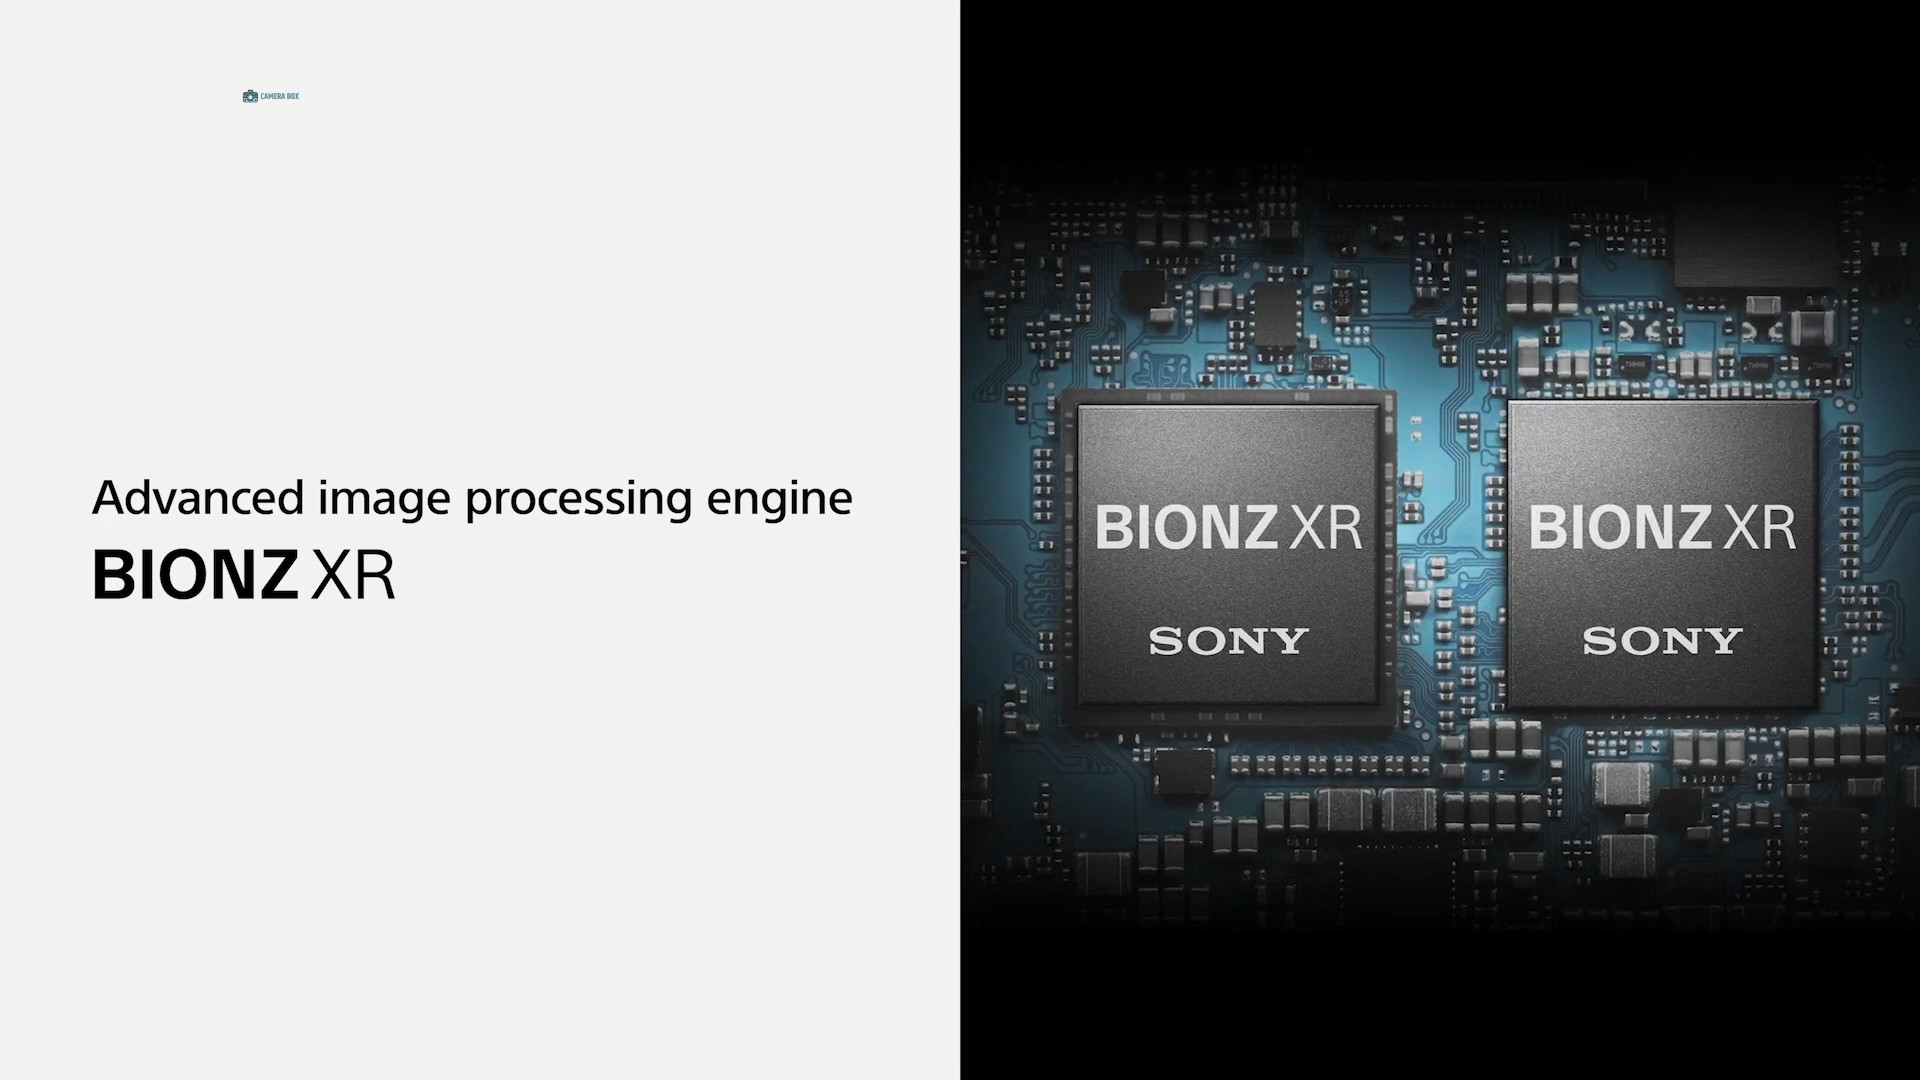 CAMERA BOX
Advanced image processing engine
BIONZ XR
BIONZ XR
SONY
BIONZ XR
SONY